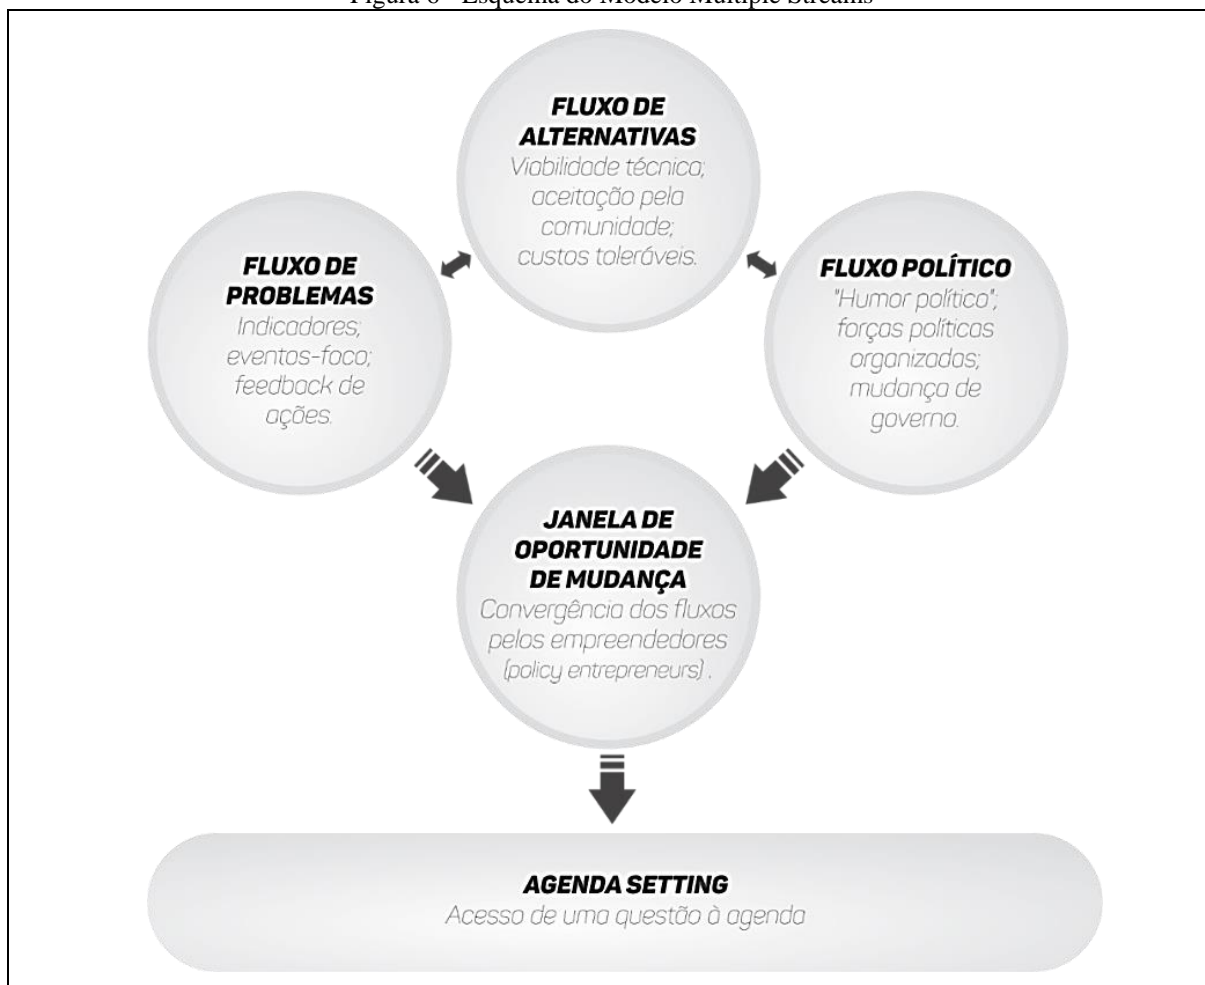 Figura 6 - Esquema do Modelo Multiple Streams
FLUXO DE
ALTERNATIVAS
Viabilidade técnica;
aceitação pela
comunidade;
custos toleráveis.
FLUXO DE
PROBLEMAS
Indicadores;
eventos-foco;
feedback de
ações.
FLUXO POLÍTICO
"Humor político";
forças políticas
organizadas;
mudança de
governo.
JANELA DE
OPORTUNIDADE
DE MUDANÇA
Convergência dos fluxos
pelos empreendedores
(policy entrepreneurs) .
AGENDA SETTING
Acesso de uma questão à agenda